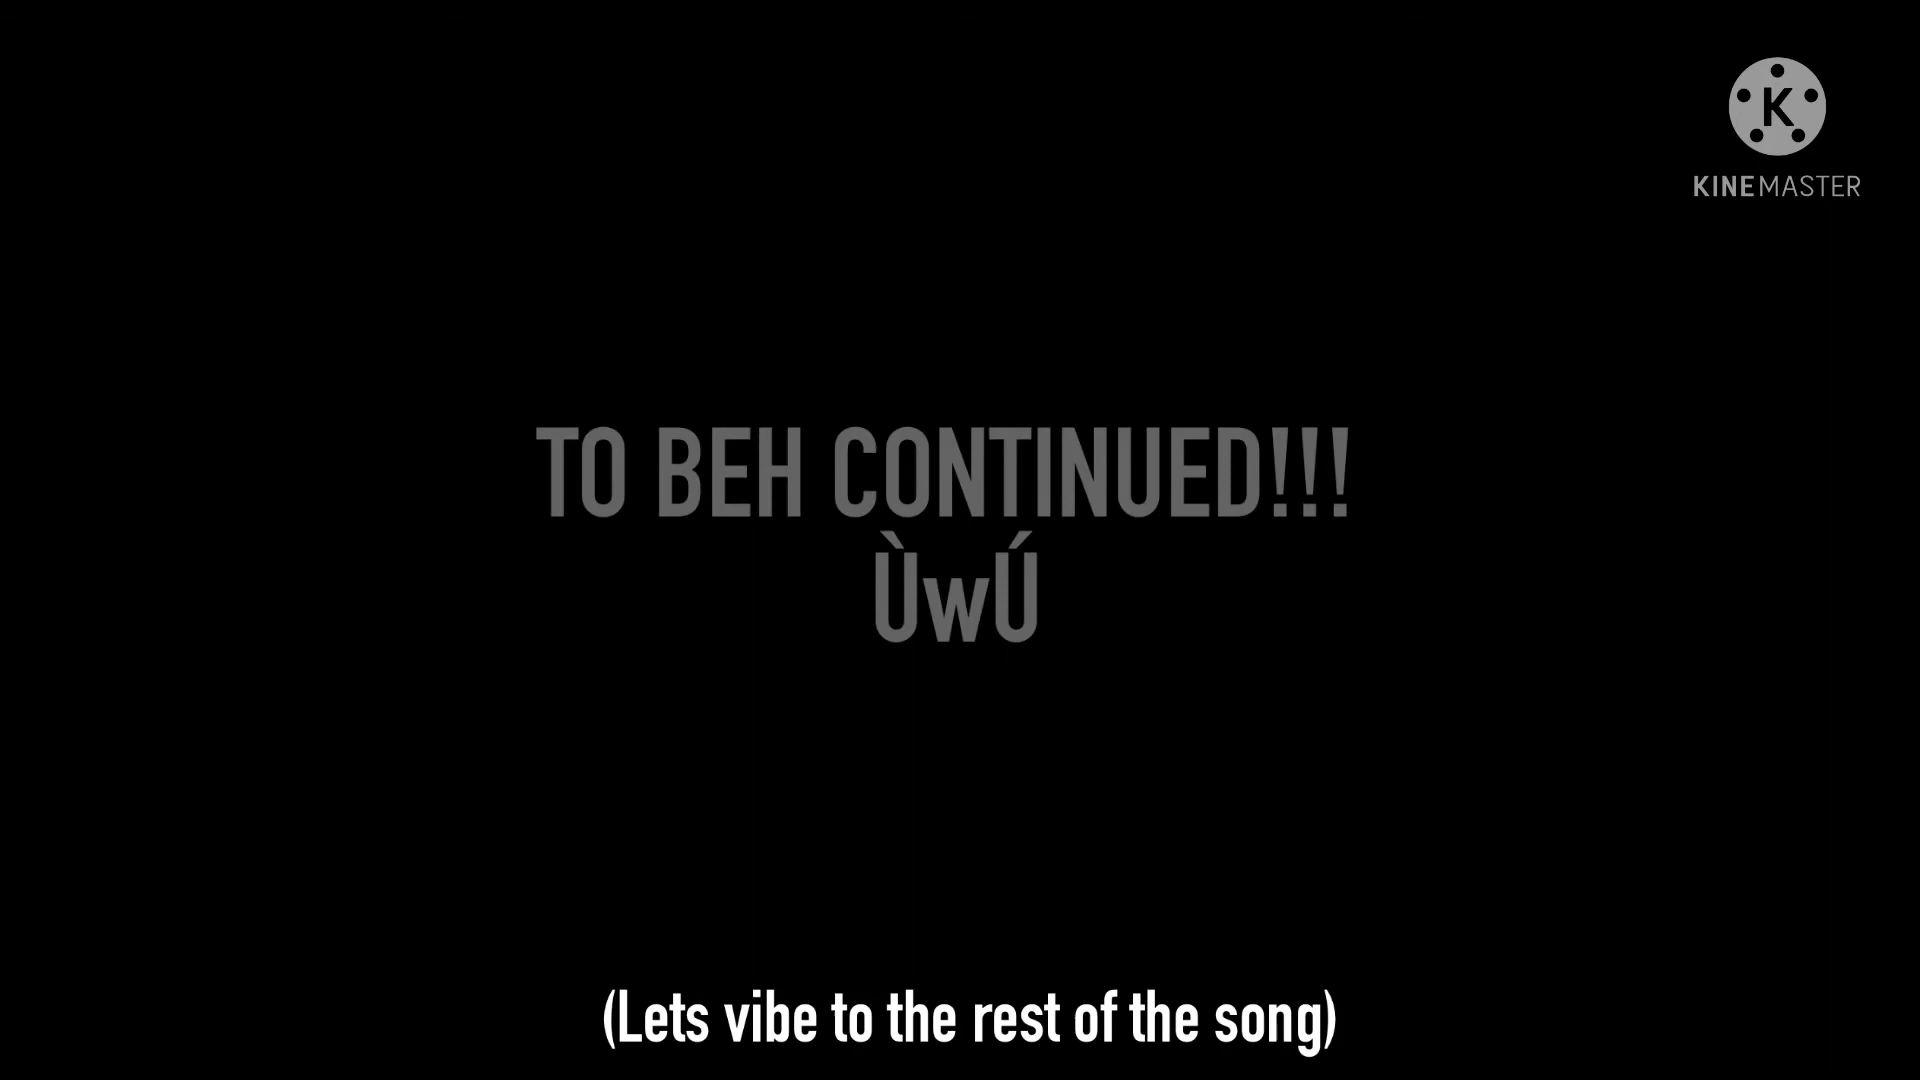 K
KINEMASTER
TO BEH CONTINUED!!!
ÙwÚ
(Lets vibe to the rest of the song)